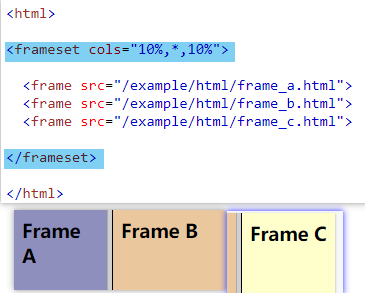 <html>
<frameset cols="10%,*,10%">
<frame src="/example/html/frame_a.html">
<frame src="/example/html/frame_b.html">
<frame src="/example/html/frame_c.html">
</frameset>
</html>
Frame A
Frame B
Frame C